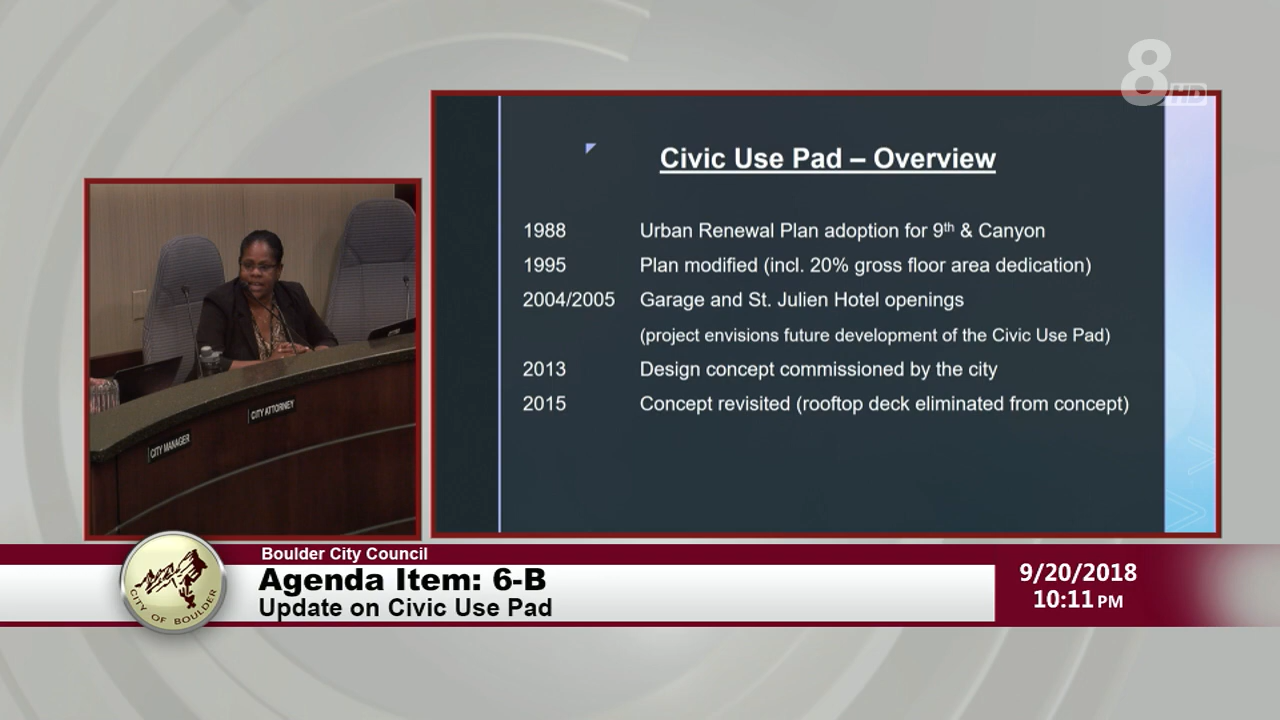 8HD
Civic Use Pad – Overview
1988 Urban Renewal Plan adoption for 9th & Canyon
1995 Plan modified (incl. 20% gross floor area dedication)
2004/2005 Garage and St. Julien Hotel openings
(project envisions future development of the Civic Use Pad)
2013 Design concept commissioned by the city
2015 Concept revisited (rooftop deck eliminated from concept)
CITY MANAGER
CITY ATTORNEY
Boulder City Council
Agenda Item: 6-B
Update on Civic Use Pad
9/20/2018
10:11 PM
CITY OF BOULDER